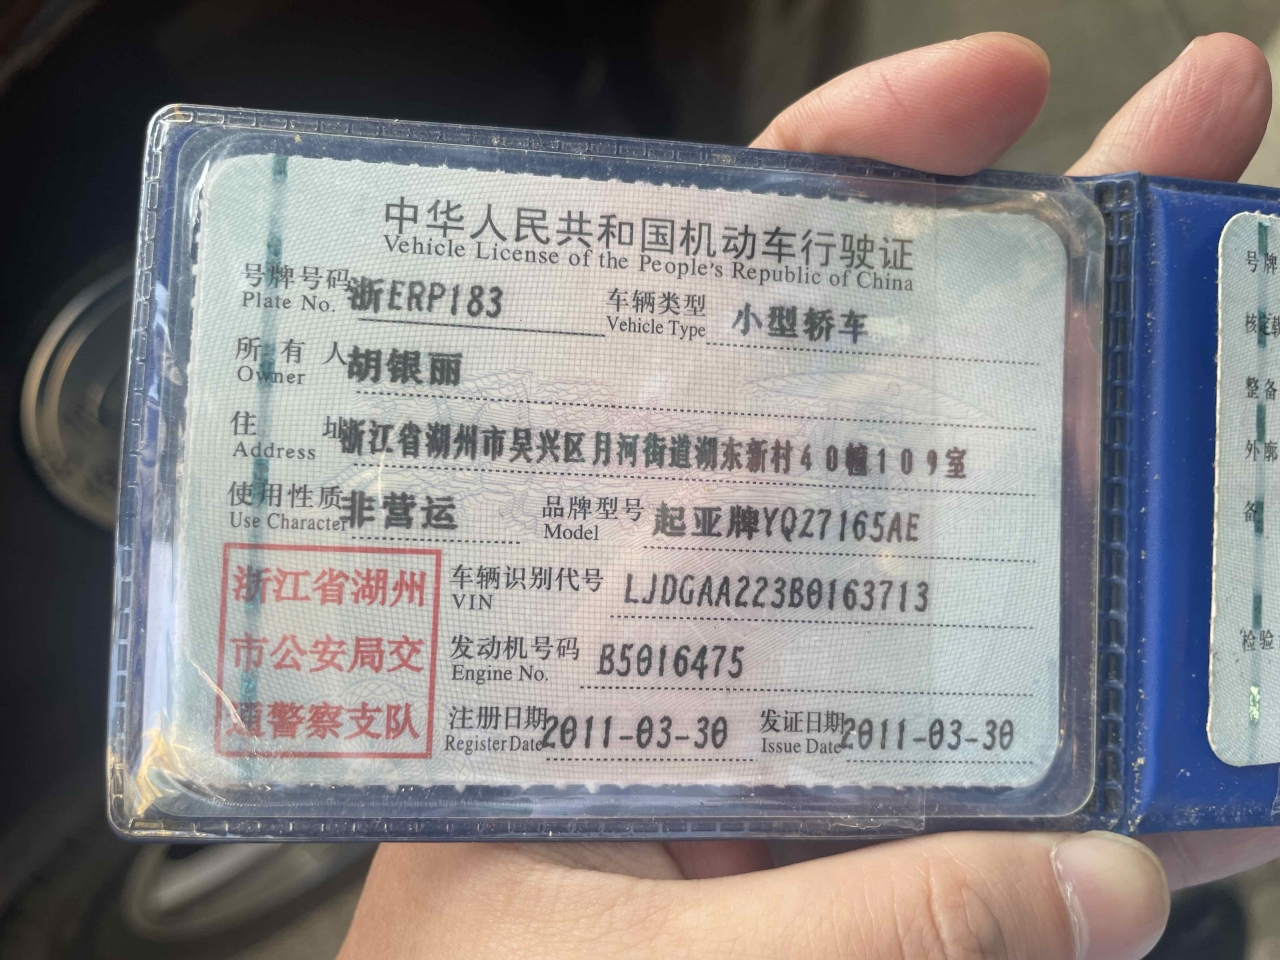 中华人民共和国机动车行驶证
Vehicle License of the People's Republic of China
号牌号码 浙ERP183 车辆类型 小型轿车
Plate No. Vehicle Type
所有人 胡银丽
Owner
住址 浙江省湖州市吴兴区月河街道湖东新村40幢109室
Address
使用性质 非营运 品牌型号 起亚牌YQZ7165AE
Use Character Model
车辆识别代号 LJDGAA223B0163713
VIN
发动机号码 B5016475
Engine No.
注册日期 2011-03-30 发证日期 2011-03-30
Register Date Issue Date
浙江省湖州
市公安局交
通警察支队
号牌
整备
外廓
备
检验